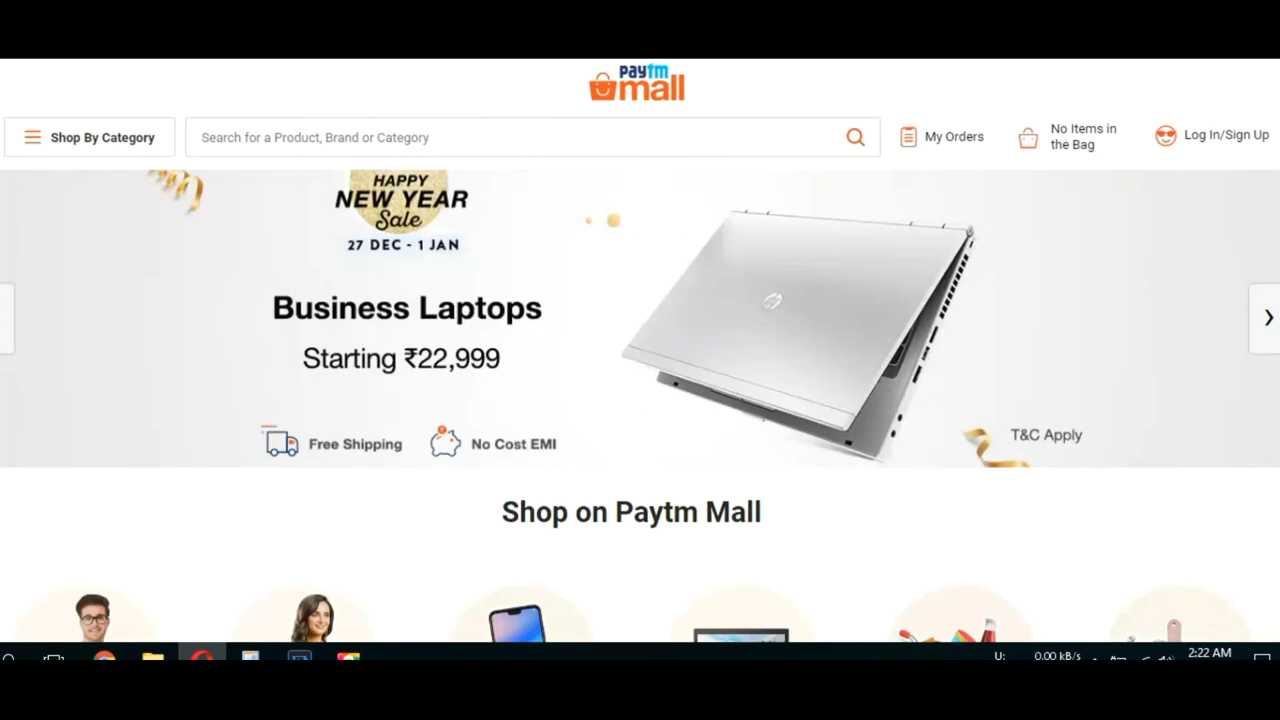 paytm
mall
Shop By Category
Search for a Product, Brand or Category
My Orders
No Items in
the Bag
Log In/Sign Up
HAPPY
NEW YEAR
Sale
27 DEC - 1 JAN
Business Laptops
Starting ₹22,999
Free Shipping
No Cost EMI
T&C Apply
hp
Shop on Paytm Mall
U:
0.00 kB/s
2:22 AM